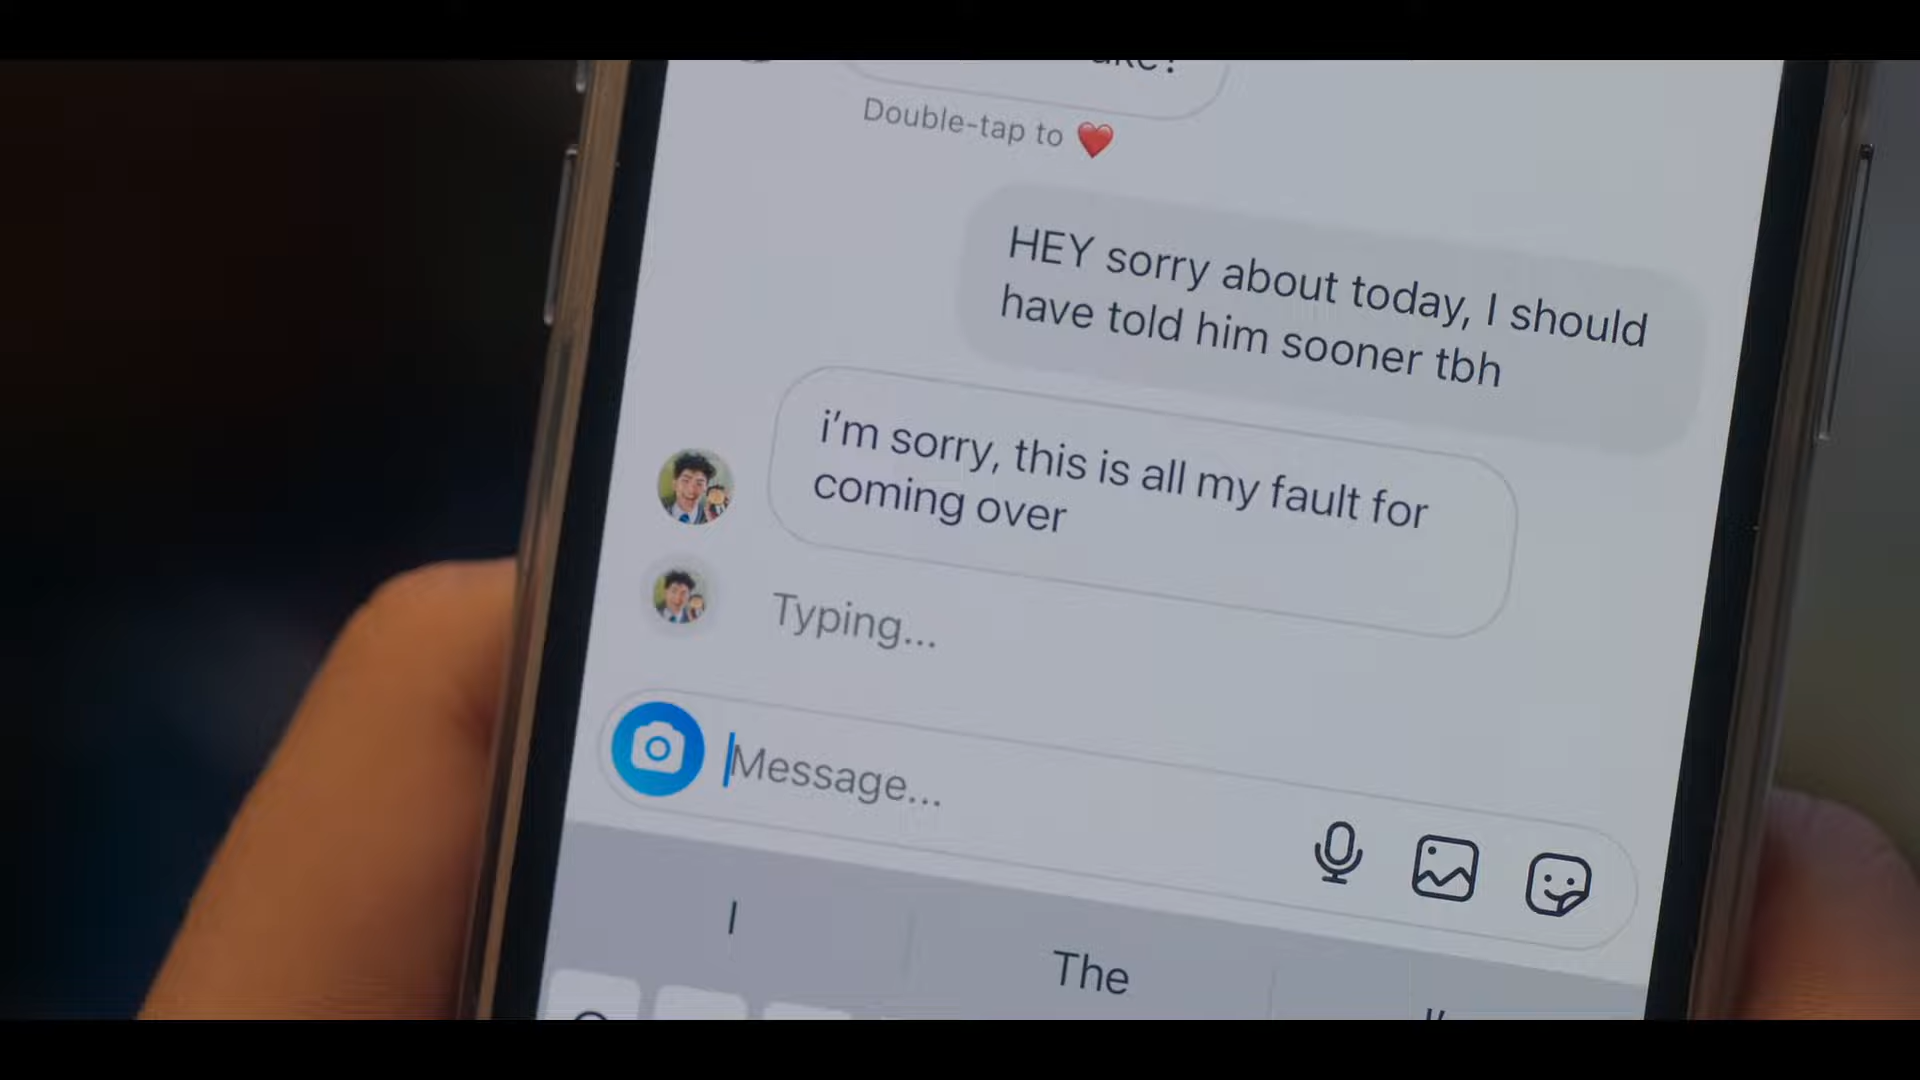 Double-tap to ❤️
HEY sorry about today, I should
have told him sooner tbh
i'm sorry, this is all my fault for
coming over
Typing...
Message...
I
The